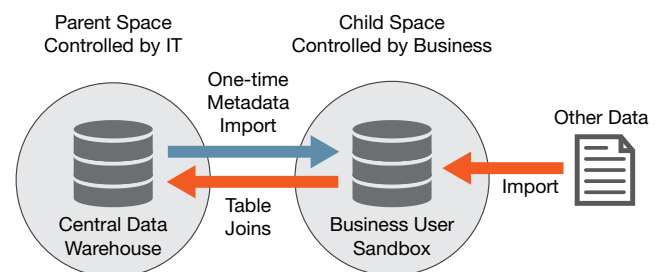 Parent Space
Controlled by IT
Child Space
Controlled by Business
One-time
Metadata
Import
Other Data
Import
Table
Joins
Central Data
Warehouse
Business User
Sandbox